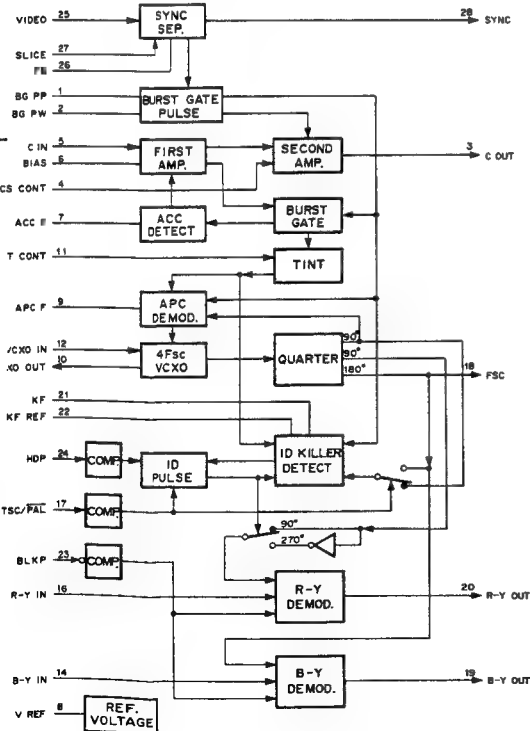 VIDEO 25
SYNC SEP.
28 SYNC
SLICE 27
26
BG PP 1
BG PW 2
BURST GATE PULSE
C IN 5
BIAS 6
FIRST AMP.
SECOND AMP.
3 C OUT
CS CONT 4
ACC F 7
ACC DETECT
BURST GATE
T CONT 11
TINT
APC F 9
APC DEMOD.
VCXO IN 12
XO OUT 10
4Fsc VCXO
QUARTER
90°
90°
180°
18 FSC
KF 21
KF REF 22
HDP 24
COMP.
ID PULSE
ID KILLER DETECT
TSC/PAL 17
COMP.
90°
270°
BLKP 23
COMP.
R-Y IN 16
R-Y DEMOD.
20 R-Y OUT
B-Y IN 14
B-Y DEMOD.
19 B-Y OUT
V REF 8
REF. VOLTAGE